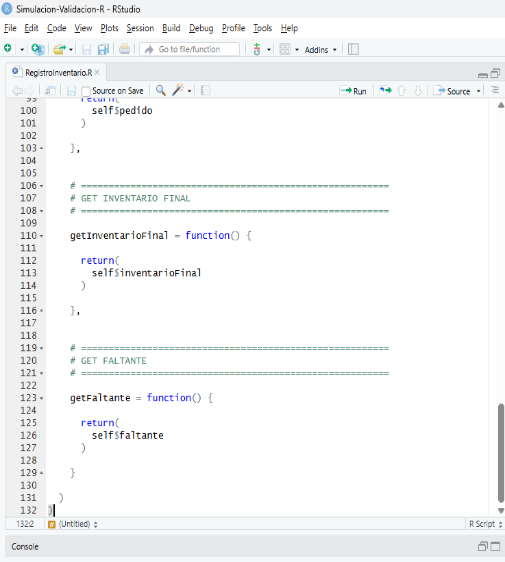 Simulacion-Validacion-R - RStudio
File Edit Code View Plots Session Build Debug Profile Tools Help
Go to file/function Addins
RegistroInventario.R
Source on Save Run Source
99 return(
100 self$pedido
101 )
102
103 },
104
105
106 # =====================================================
107 # GET INVENTARIO FINAL
108 # =====================================================
109
110 getInventarioFinal = function() {
111
112 return(
113 self$inventarioFinal
114 )
115
116 },
117
118
119 # =====================================================
120 # GET FALTANTE
121 # =====================================================
122
123 getFaltante = function() {
124
125 return(
126 self$faltante
127 )
128
129 }
130
131 )
132 )
132:2 (Untitled) R Script
Console